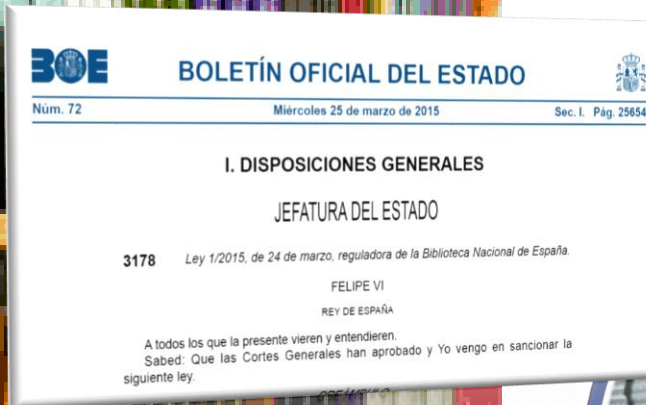 BOE
BOLETÍN OFICIAL DEL ESTADO
Núm. 72
Miércoles 25 de marzo de 2015
Sec. I. Pág. 25654
I. DISPOSICIONES GENERALES
JEFATURA DEL ESTADO
3178 Ley 1/2015, de 24 de marzo, reguladora de la Biblioteca Nacional de España.
FELIPE VI
REY DE ESPAÑA
A todos los que la presente vieren y entendieren.
Sabed: Que las Cortes Generales han aprobado y Yo vengo en sancionar la
siguiente ley.